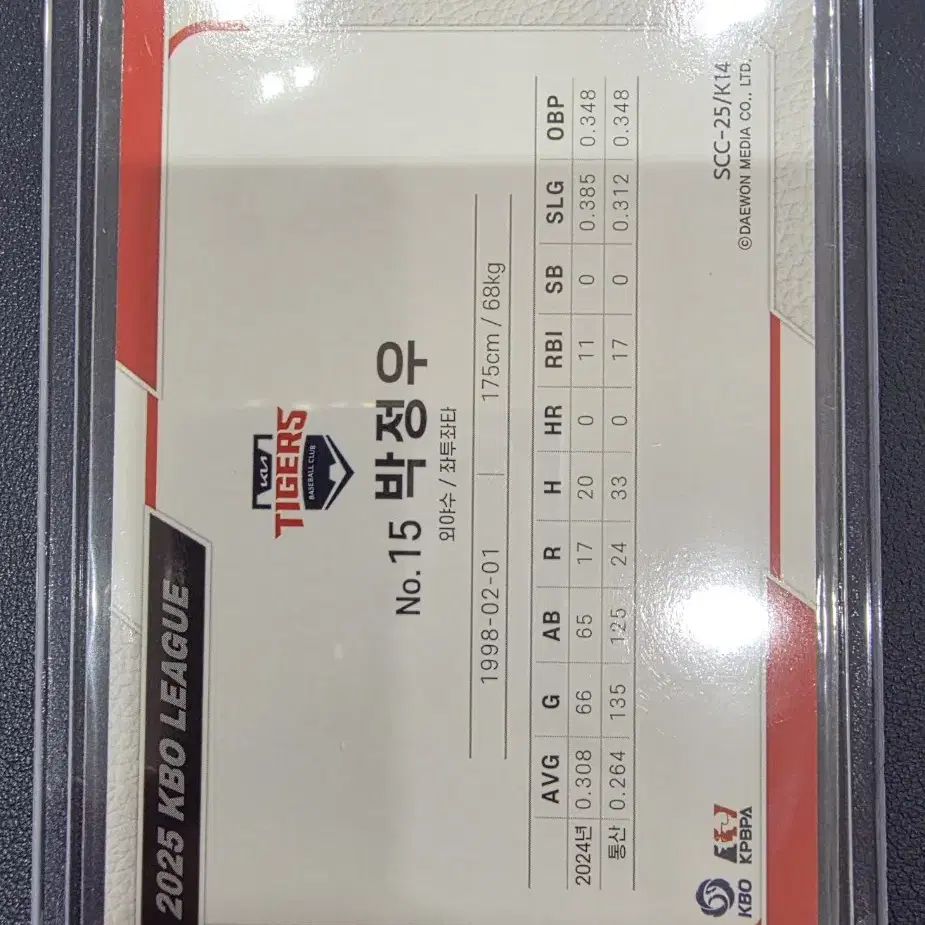 2025 KBO LEAGUE
KIA
TIGERS
BASEBALL CLUB
No.15 박정우
외야수 / 좌투좌타
1998-02-01 | 175cm / 68kg
AVG G AB R H HR RBI SB SLG OBP
2024년 0.308 66 65 17 20 0 11 0 0.385 0.348
통산 0.264 135 125 24 33 0 17 0 0.312 0.348
KBO
KPBPA
SCC-25/K14
©DAEWON MEDIA CO., LTD.